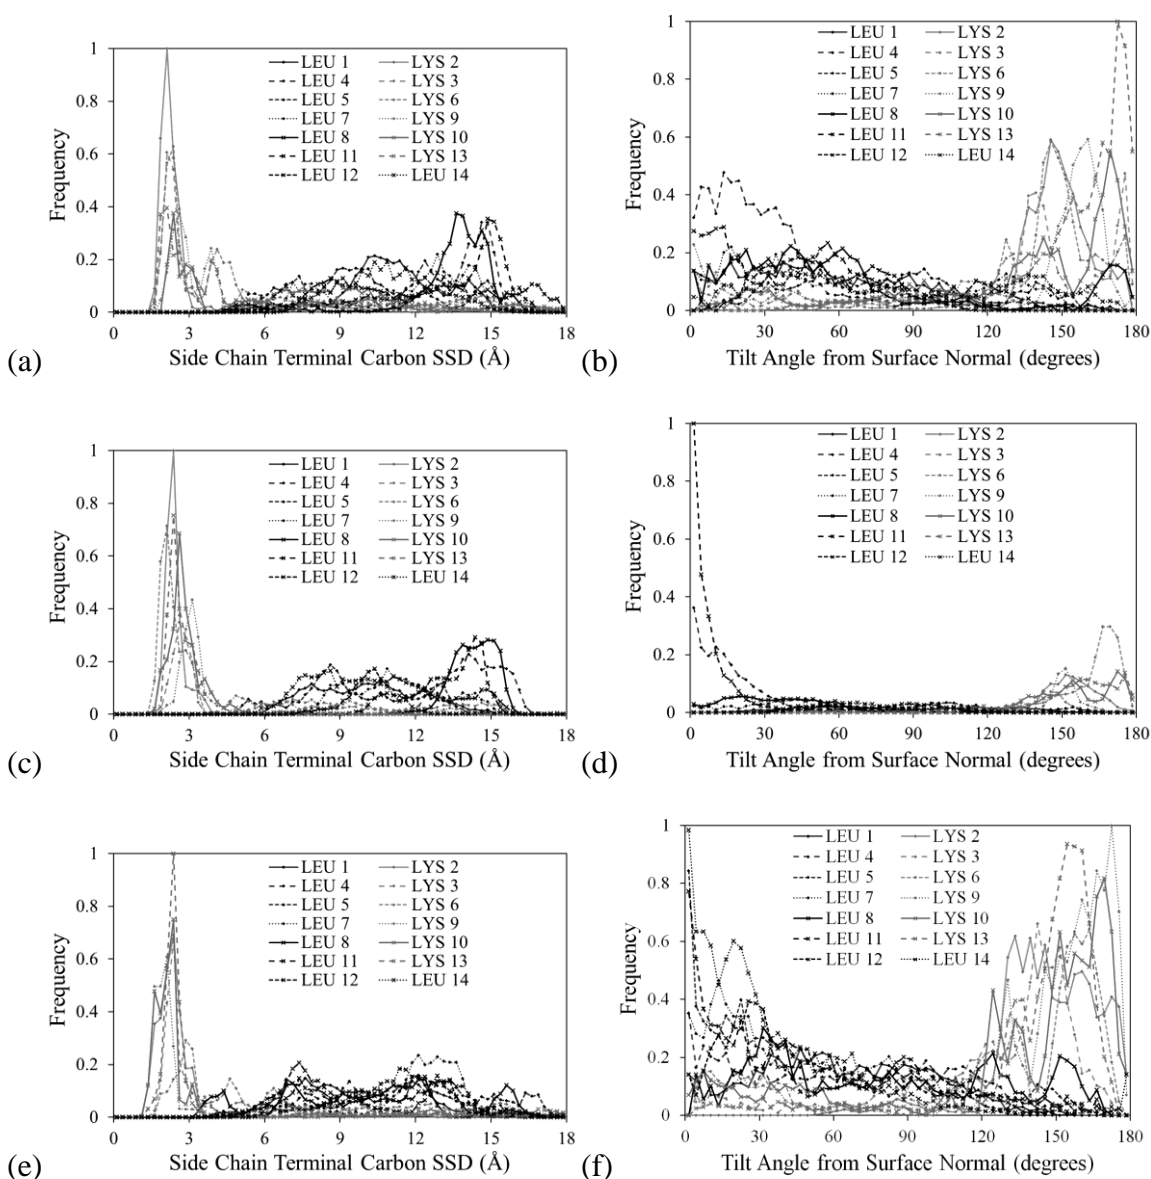 1
0.8
0.6
0.4
0.2
0
Frequency
LEU 1 LYS 2
LEU 4 LYS 3
LEU 5 LYS 6
LEU 7 LYS 9
LEU 8 LYS 10
LEU 11 LYS 13
LEU 12 LEU 14
0 3 6 9 12 15 18
Side Chain Terminal Carbon SSD (Å)
(a)
1
0.8
0.6
0.4
0.2
0
Frequency
LEU 1 LYS 2
LEU 4 LYS 3
LEU 5 LYS 6
LEU 7 LYS 9
LEU 8 LYS 10
LEU 11 LYS 13
LEU 12 LEU 14
0 30 60 90 120 150 180
Tilt Angle from Surface Normal (degrees)
(b)
1
0.8
0.6
0.4
0.2
0
Frequency
LEU 1 LYS 2
LEU 4 LYS 3
LEU 5 LYS 6
LEU 7 LYS 9
LEU 8 LYS 10
LEU 11 LYS 13
LEU 12 LEU 14
0 3 6 9 12 15 18
Side Chain Terminal Carbon SSD (Å)
(c)
1
0.8
0.6
0.4
0.2
0
Frequency
LEU 1 LYS 2
LEU 4 LYS 3
LEU 5 LYS 6
LEU 7 LYS 9
LEU 8 LYS 10
LEU 11 LYS 13
LEU 12 LEU 14
0 30 60 90 120 150 180
Tilt Angle from Surface Normal (degrees)
(d)
1
0.8
0.6
0.4
0.2
0
Frequency
LEU 1 LYS 2
LEU 4 LYS 3
LEU 5 LYS 6
LEU 7 LYS 9
LEU 8 LYS 10
LEU 11 LYS 13
LEU 12 LEU 14
0 3 6 9 12 15 18
Side Chain Terminal Carbon SSD (Å)
(e)
1
0.8
0.6
0.4
0.2
0
Frequency
LEU 1 LYS 2
LEU 4 LYS 3
LEU 5 LYS 6
LEU 7 LYS 9
LEU 8 LYS 10
LEU 11 LYS 13
LEU 12 LEU 14
0 30 60 90 120 150 180
Tilt Angle from Surface Normal (degrees)
(f)